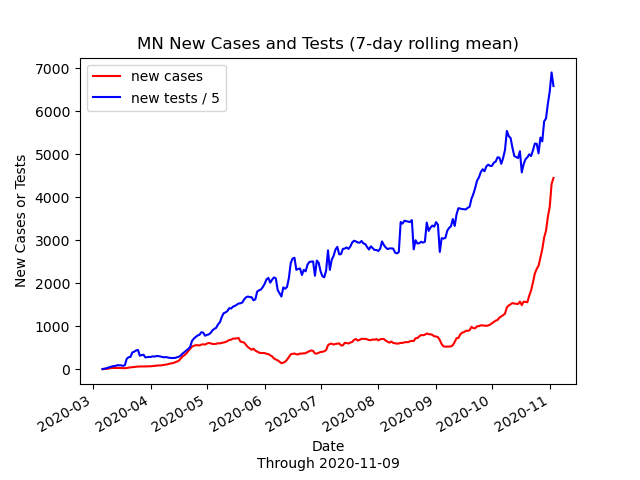 MN New Cases and Tests (7-day rolling mean)
new cases
new tests / 5
New Cases or Tests
7000
6000
5000
4000
3000
2000
1000
0
2020-03
2020-04
2020-05
2020-06
2020-07
2020-08
2020-09
2020-10
2020-11
Date
Through 2020-11-09